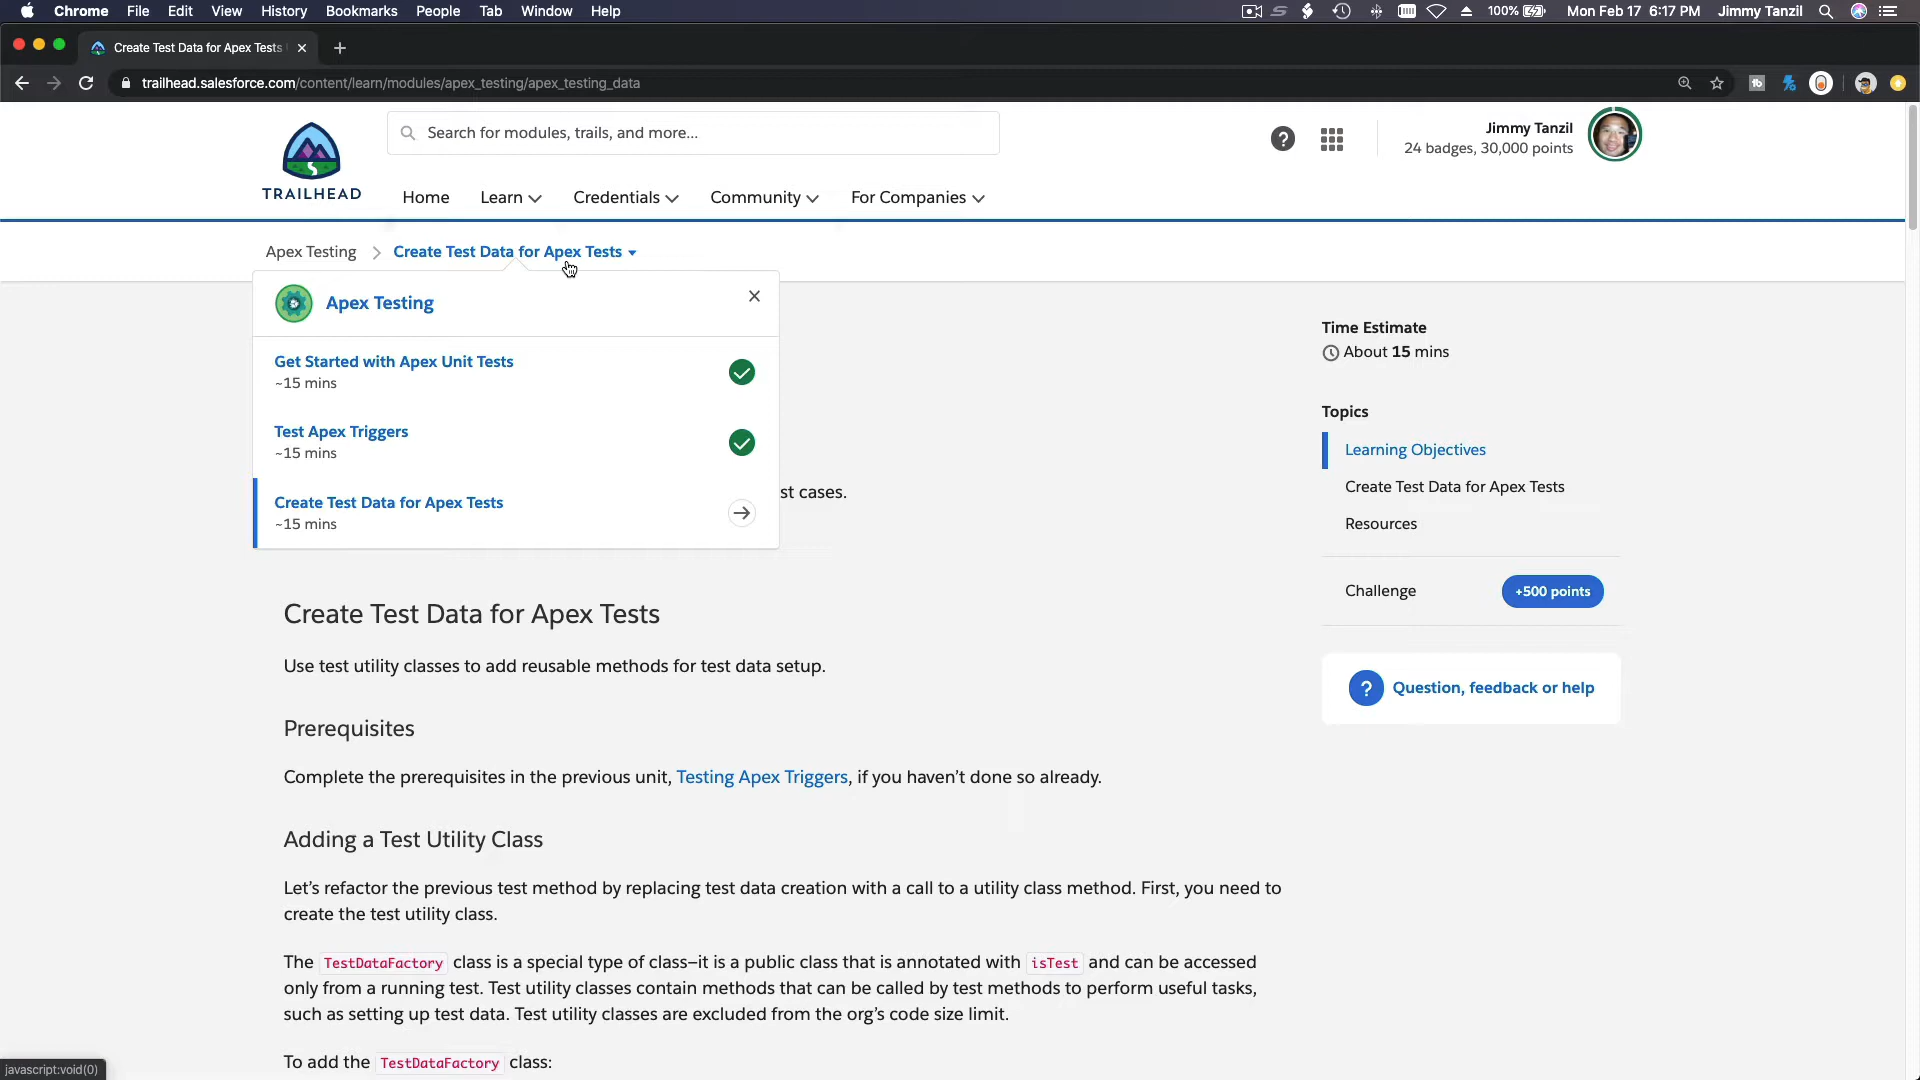 Chrome File Edit View History Bookmarks People Tab Window Help 100% Mon Feb 17 6:17 PM Jimmy Tanzil
Create Test Data for Apex Tests
trailhead.salesforce.com/content/learn/modules/apex_testing/apex_testing_data
Search for modules, trails, and more...
Jimmy Tanzil
24 badges, 30,000 points
TRAILHEAD
Home Learn Credentials Community For Companies
Apex Testing Create Test Data for Apex Tests
Apex Testing
Get Started with Apex Unit Tests
~15 mins
Test Apex Triggers
~15 mins
Create Test Data for Apex Tests
~15 mins
st cases.
Create Test Data for Apex Tests
Use test utility classes to add reusable methods for test data setup.
Prerequisites
Complete the prerequisites in the previous unit, Testing Apex Triggers, if you haven’t done so already.
Adding a Test Utility Class
Let’s refactor the previous test method by replacing test data creation with a call to a utility class method. First, you need to
create the test utility class.
The TestDataFactory class is a special type of class—it is a public class that is annotated with isTest and can be accessed
only from a running test. Test utility classes contain methods that can be called by test methods to perform useful tasks,
such as setting up test data. Test utility classes are excluded from the org’s code size limit.
To add the TestDataFactory class:
Time Estimate
About 15 mins
Topics
Learning Objectives
Create Test Data for Apex Tests
Resources
Challenge +500 points
? Question, feedback or help
javascript:void(0)